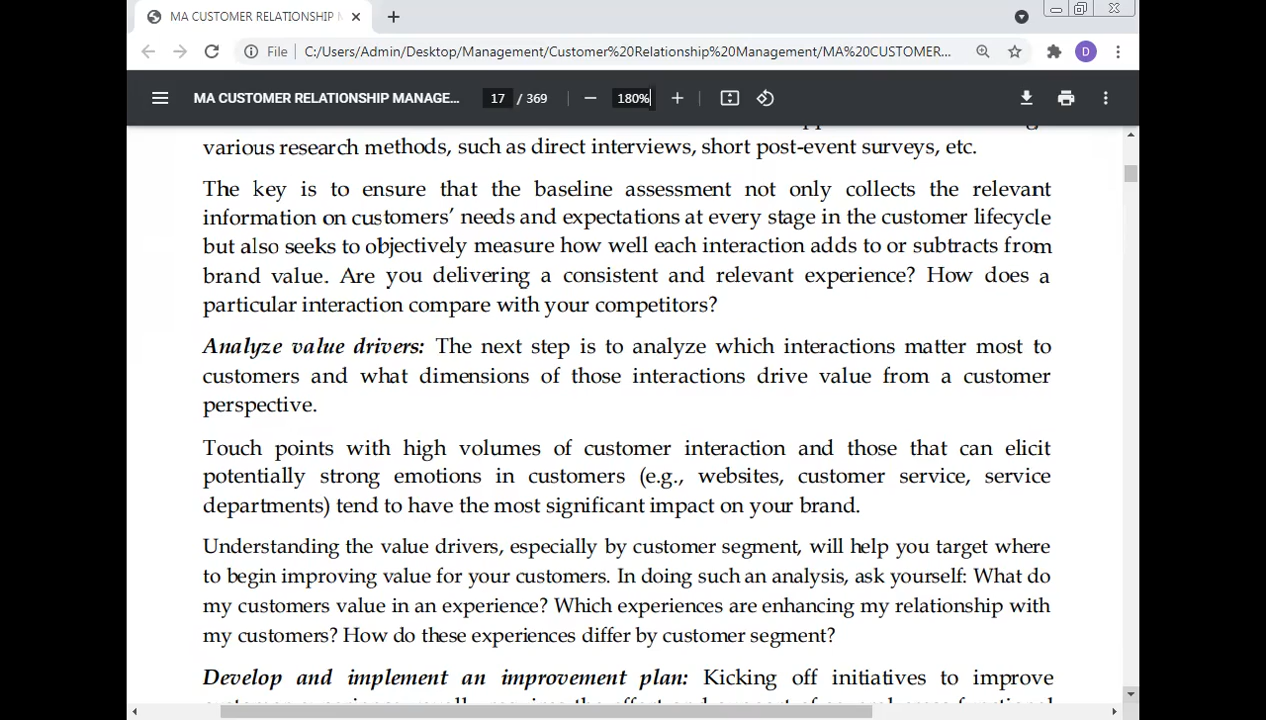 MA CUSTOMER RELATIONSHIP M
File C:/Users/Admin/Desktop/Management/Customer%20Relationship%20Management/MA%20CUSTOMER...
D
MA CUSTOMER RELATIONSHIP MANAGE... 17 / 369 180%
various research methods, such as direct interviews, short post-event surveys, etc.
The key is to ensure that the baseline assessment not only collects the relevant
information on customers' needs and expectations at every stage in the customer lifecycle
but also seeks to objectively measure how well each interaction adds to or subtracts from
brand value. Are you delivering a consistent and relevant experience? How does a
particular interaction compare with your competitors?
Analyze value drivers: The next step is to analyze which interactions matter most to
customers and what dimensions of those interactions drive value from a customer
perspective.
Touch points with high volumes of customer interaction and those that can elicit
potentially strong emotions in customers (e.g., websites, customer service, service
departments) tend to have the most significant impact on your brand.
Understanding the value drivers, especially by customer segment, will help you target where
to begin improving value for your customers. In doing such an analysis, ask yourself: What do
my customers value in an experience? Which experiences are enhancing my relationship with
my customers? How do these experiences differ by customer segment?
Develop and implement an improvement plan: Kicking off initiatives to improve